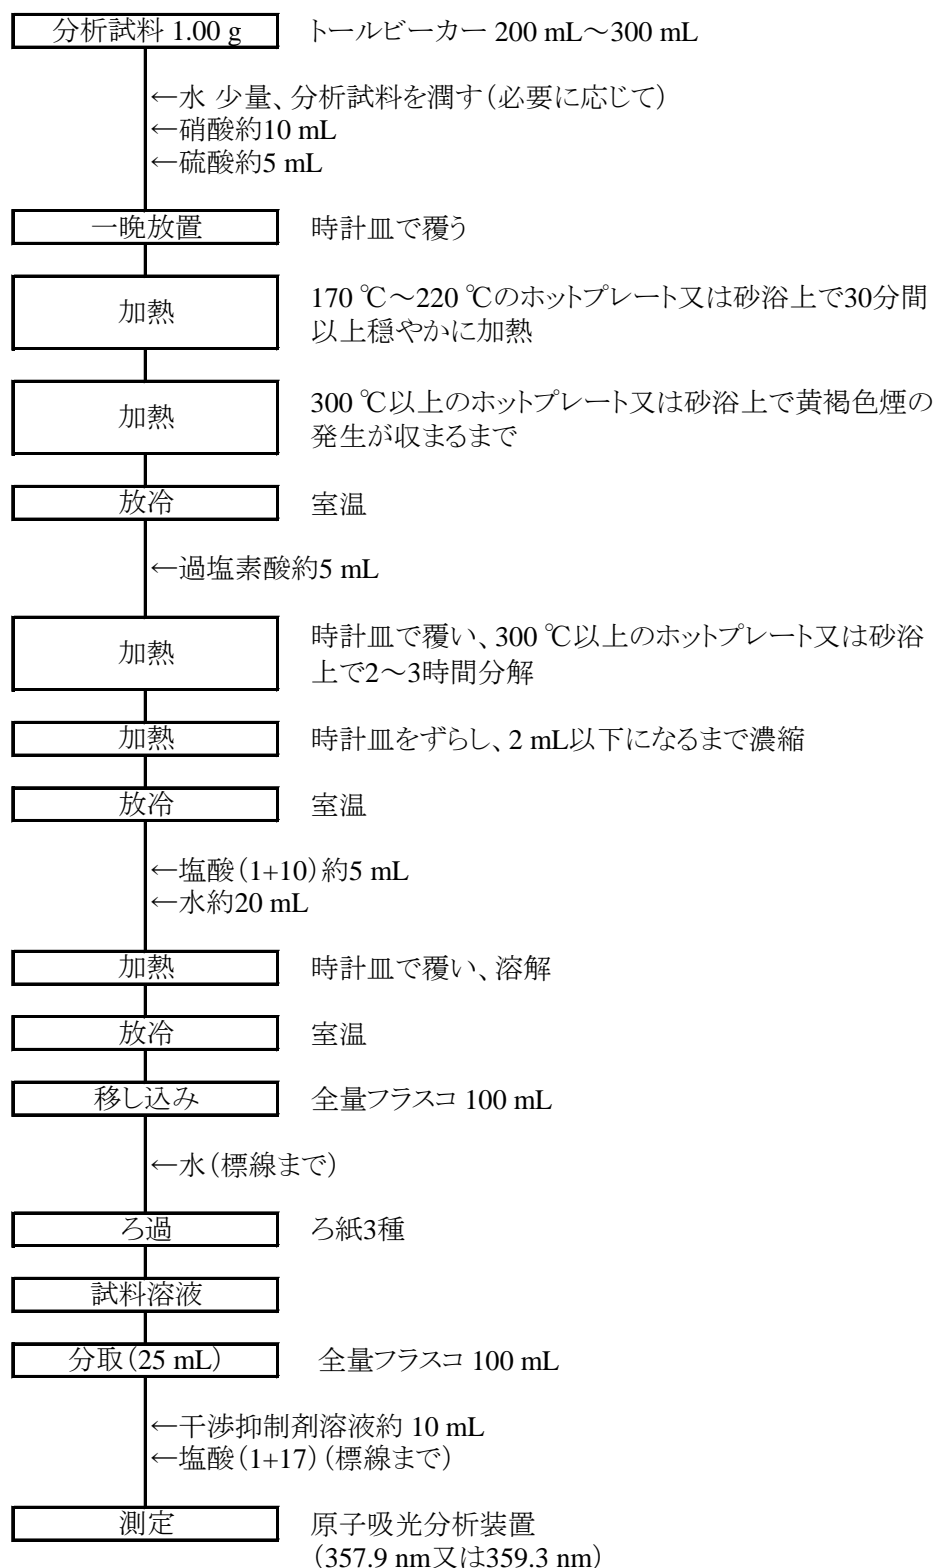 分析試料 1.00 g トールビーカー 200 mL～300 mL
←水 少量、分析試料を潤す（必要に応じて）
←硝酸約10 mL
←硫酸約5 mL
一晩放置 時計皿で覆う
加熱 170 ℃～220 ℃のホットプレート又は砂浴上で30分間
以上穏やかに加熱
加熱 300 ℃以上のホットプレート又は砂浴上で黄褐色煙の
発生が収まるまで
放冷 室温
←過塩素酸約5 mL
加熱 時計皿で覆い、300 ℃以上のホットプレート又は砂浴
上で2～3時間分解
加熱 時計皿をずらし、2 mL以下になるまで濃縮
放冷 室温
←塩酸（1+10）約5 mL
←水約20 mL
加熱 時計皿で覆い、溶解
放冷 室温
移し込み 全量フラスコ 100 mL
←水（標線まで）
ろ過 ろ紙3種
試料溶液
分取（25 mL） 全量フラスコ 100 mL
←干渉抑制剤溶液約 10 mL
←塩酸（1+17）（標線まで）
測定 原子吸光分析装置
（357.9 nm又は359.3 nm）